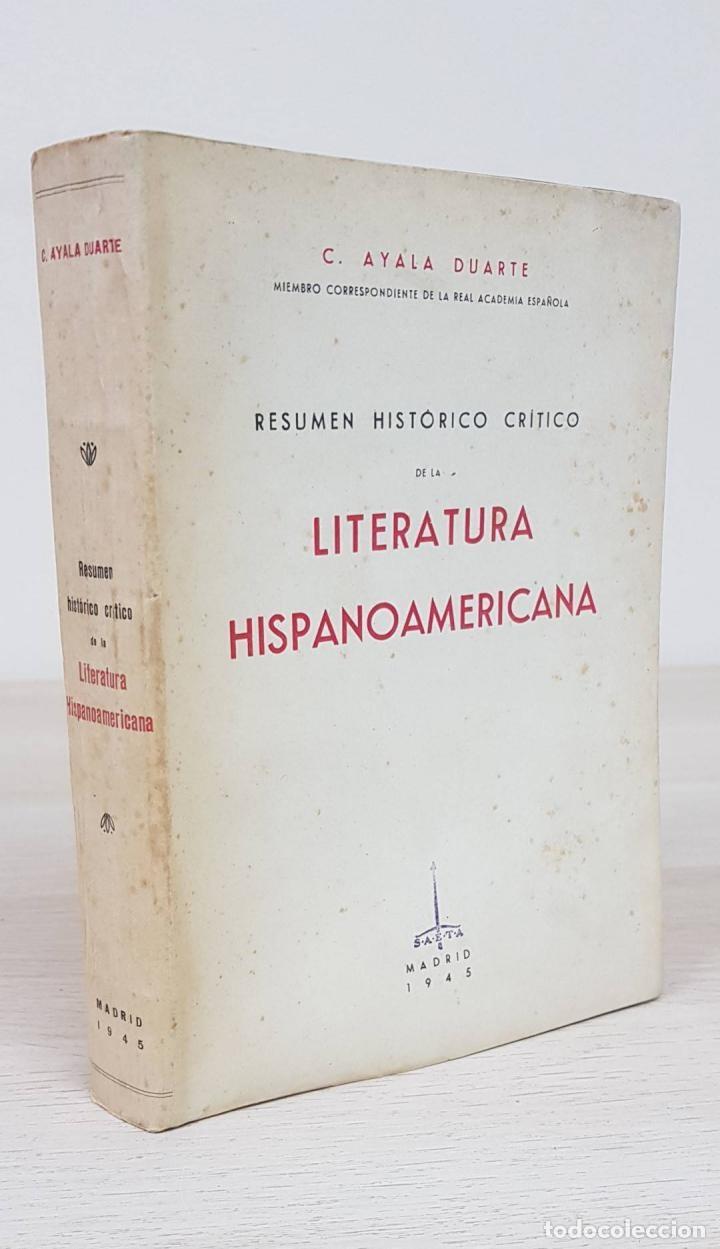 C. AYALA DUARTE
Resumen
histórico crítico
de la
Literatura
Hispanoamericana
MADRID
1945
C. AYALA DUARTE
MIEMBRO CORRESPONDIENTE DE LA REAL ACADEMIA ESPAÑOLA
RESUMEN HISTÓRICO CRÍTICO
DE LA
LITERATURA
HISPANOAMERICANA
S·A·E·T·A
MADRID
1945
todocoleccion